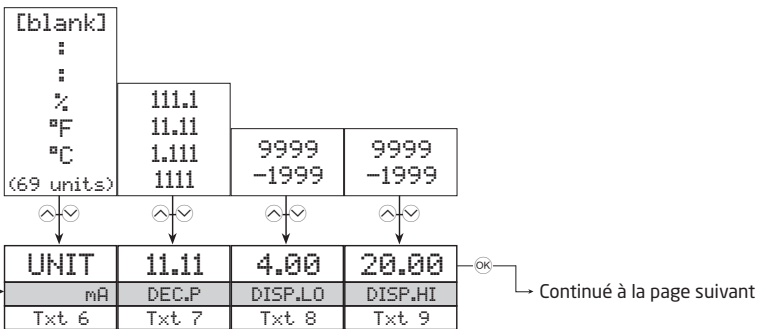 [blank]
:
:
%
°F
°C
(69 units)
111.1
11.11
1.111
1111
9999
-1999
9999
-1999
UNIT 11.11 4.00 20.00 OK
mA DEC.P DISP.LO DISP.HI Continué à la page suivant
Txt 6 Txt 7 Txt 8 Txt 9